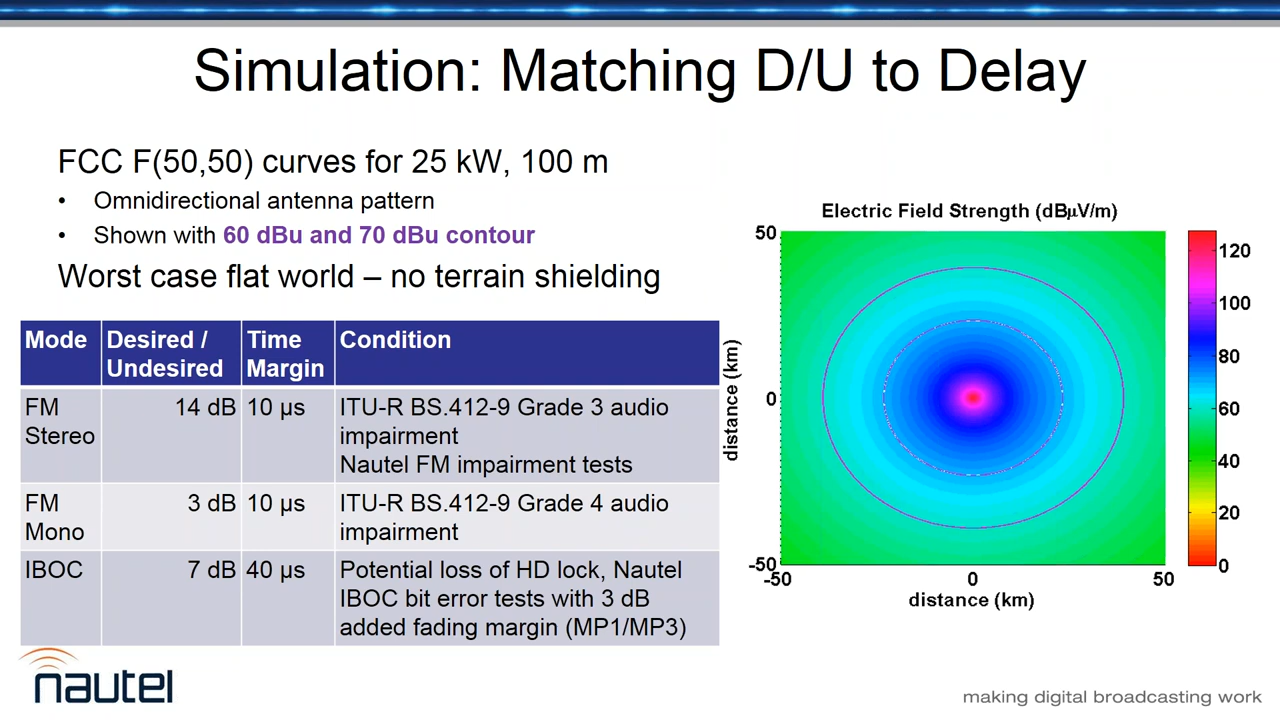 Simulation: Matching D/U to Delay
FCC F(50,50) curves for 25 kW, 100 m
• Omnidirectional antenna pattern
• Shown with 60 dBu and 70 dBu contour
Worst case flat world – no terrain shielding
Mode Desired / Undesired Time Margin Condition
FM Stereo 14 dB 10 µs ITU-R BS.412-9 Grade 3 audio
impairment
Nautel FM impairment tests
FM Mono 3 dB 10 µs ITU-R BS.412-9 Grade 4 audio
impairment
IBOC 7 dB 40 µs Potential loss of HD lock, Nautel
IBOC bit error tests with 3 dB
added fading margin (MP1/MP3)
Electric Field Strength (dBµV/m)
50
0
-50
distance (km)
-50 0 50
distance (km)
120
100
80
60
40
20
0
nautel
making digital broadcasting work